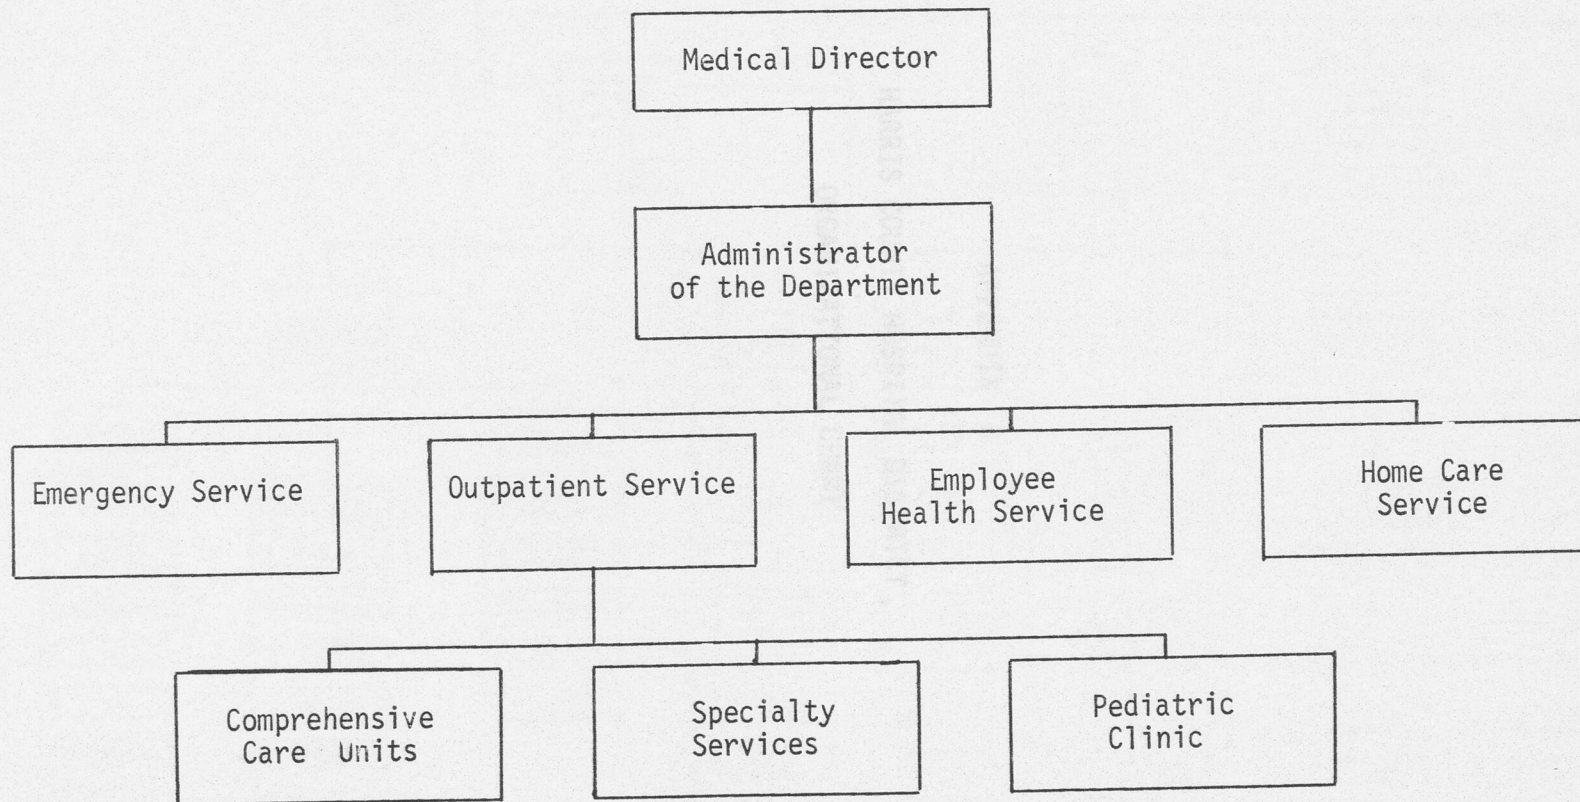 Medical Director
Administrator
of the Department
Emergency Service
Outpatient Service
Employee
Health Service
Home Care
Service
Comprehensive
Care Units
Specialty
Services
Pediatric
Clinic